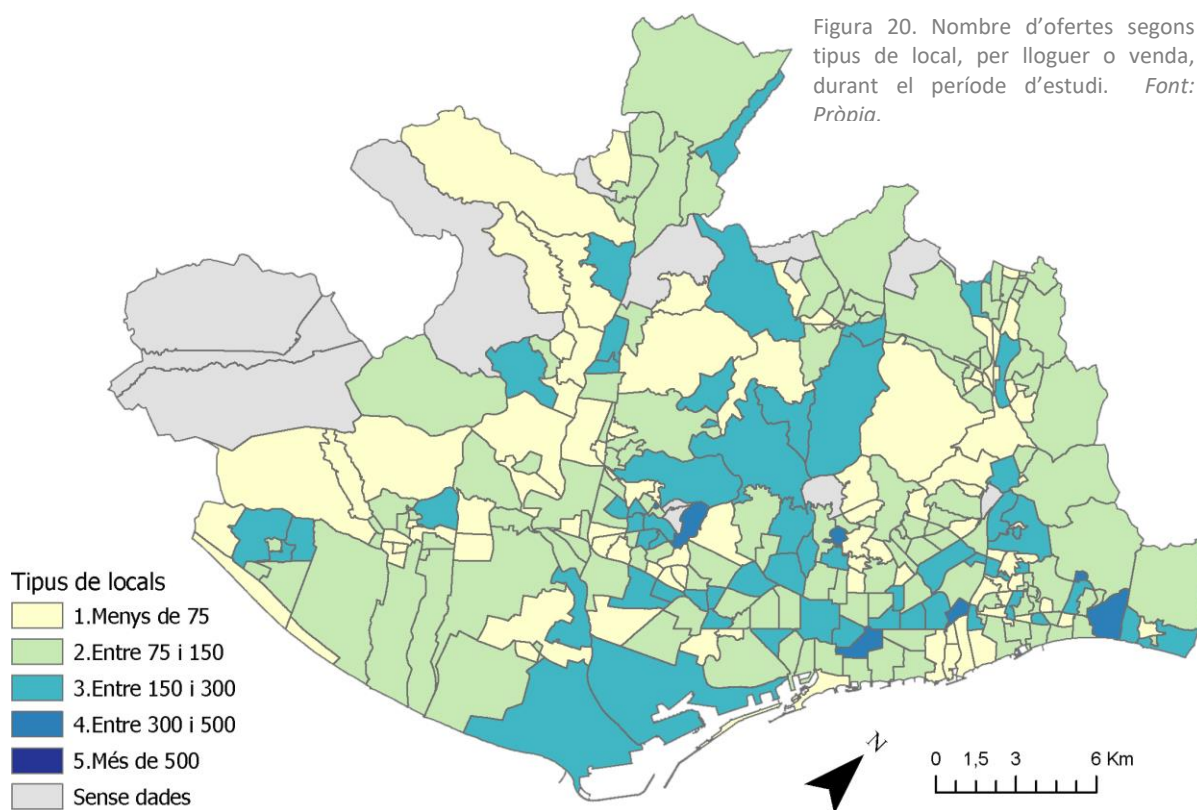 Figura 20. Nombre d'ofertes segons
tipus de local, per lloguer o venda,
durant el període d'estudi. Font:
Pròpia.
Tipus de locals
1.Menys de 75
2.Entre 75 i 150
3.Entre 150 i 300
4.Entre 300 i 500
5.Més de 500
Sense dades
N
0 1,5 3 6 Km